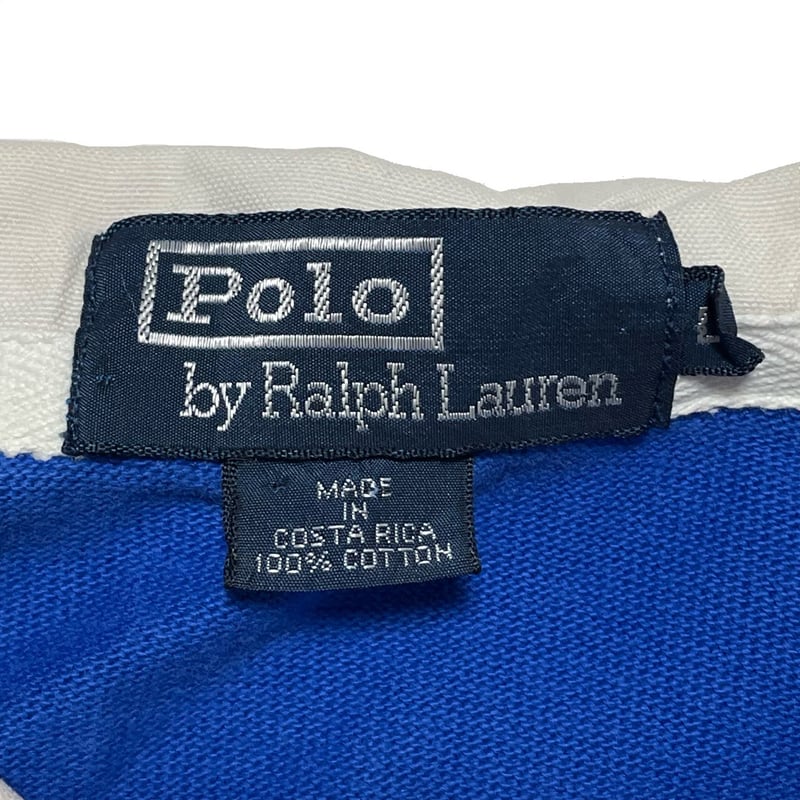 Polo
by Ralph Lauren
L
MADE
IN
COSTA RICA
100% COTTON